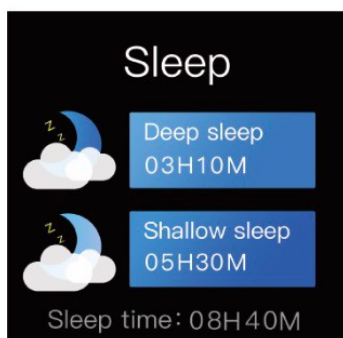 Sleep
z
z
Deep sleep
03H10M
z
z
Shallow sleep
05H30M
Sleep time: 08H40M